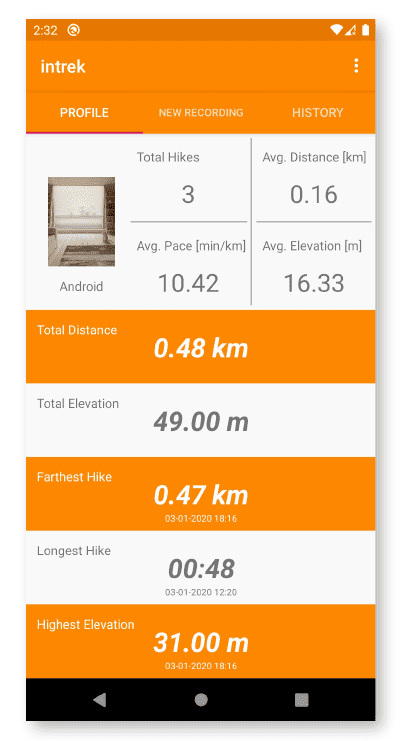 2:32
intrek
PROFILE
NEW RECORDING
HISTORY
Total Hikes
3
Avg. Distance [km]
0.16
Avg. Pace [min/km]
10.42
Avg. Elevation [m]
16.33
Android
Total Distance
0.48 km
Total Elevation
49.00 m
Farthest Hike
0.47 km
03-01-2020 18:16
Longest Hike
00:48
03-01-2020 12:20
Highest Elevation
31.00 m
03-01-2020 18:16